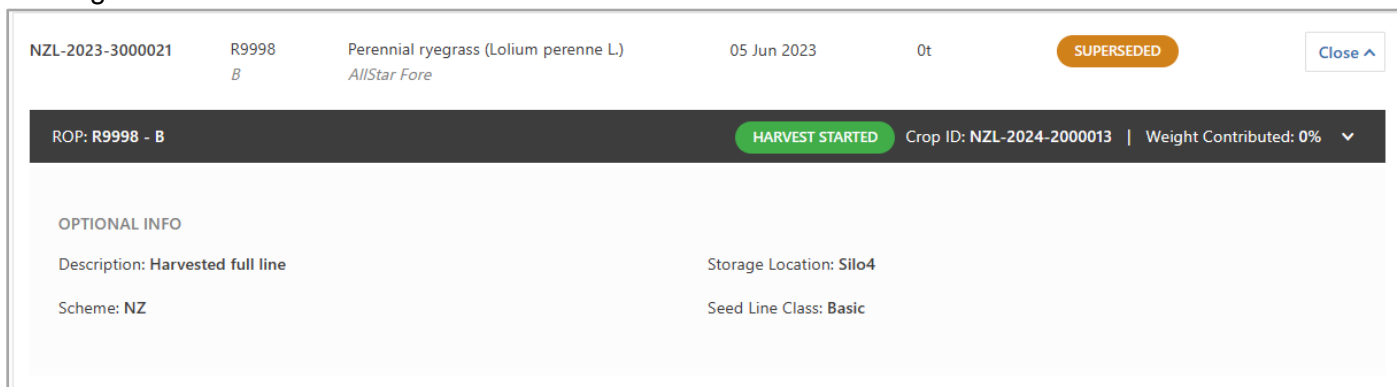 NZL-2023-3000021 R9998 Perennial ryegrass (Lolium perenne L.) 05 Jun 2023 0t SUPERSEDED Close
B AllStar Fore
ROP: R9998 - B HARVEST STARTED Crop ID: NZL-2024-2000013 | Weight Contributed: 0%
OPTIONAL INFO
Description: Harvested full line Storage Location: Silo4
Scheme: NZ Seed Line Class: Basic